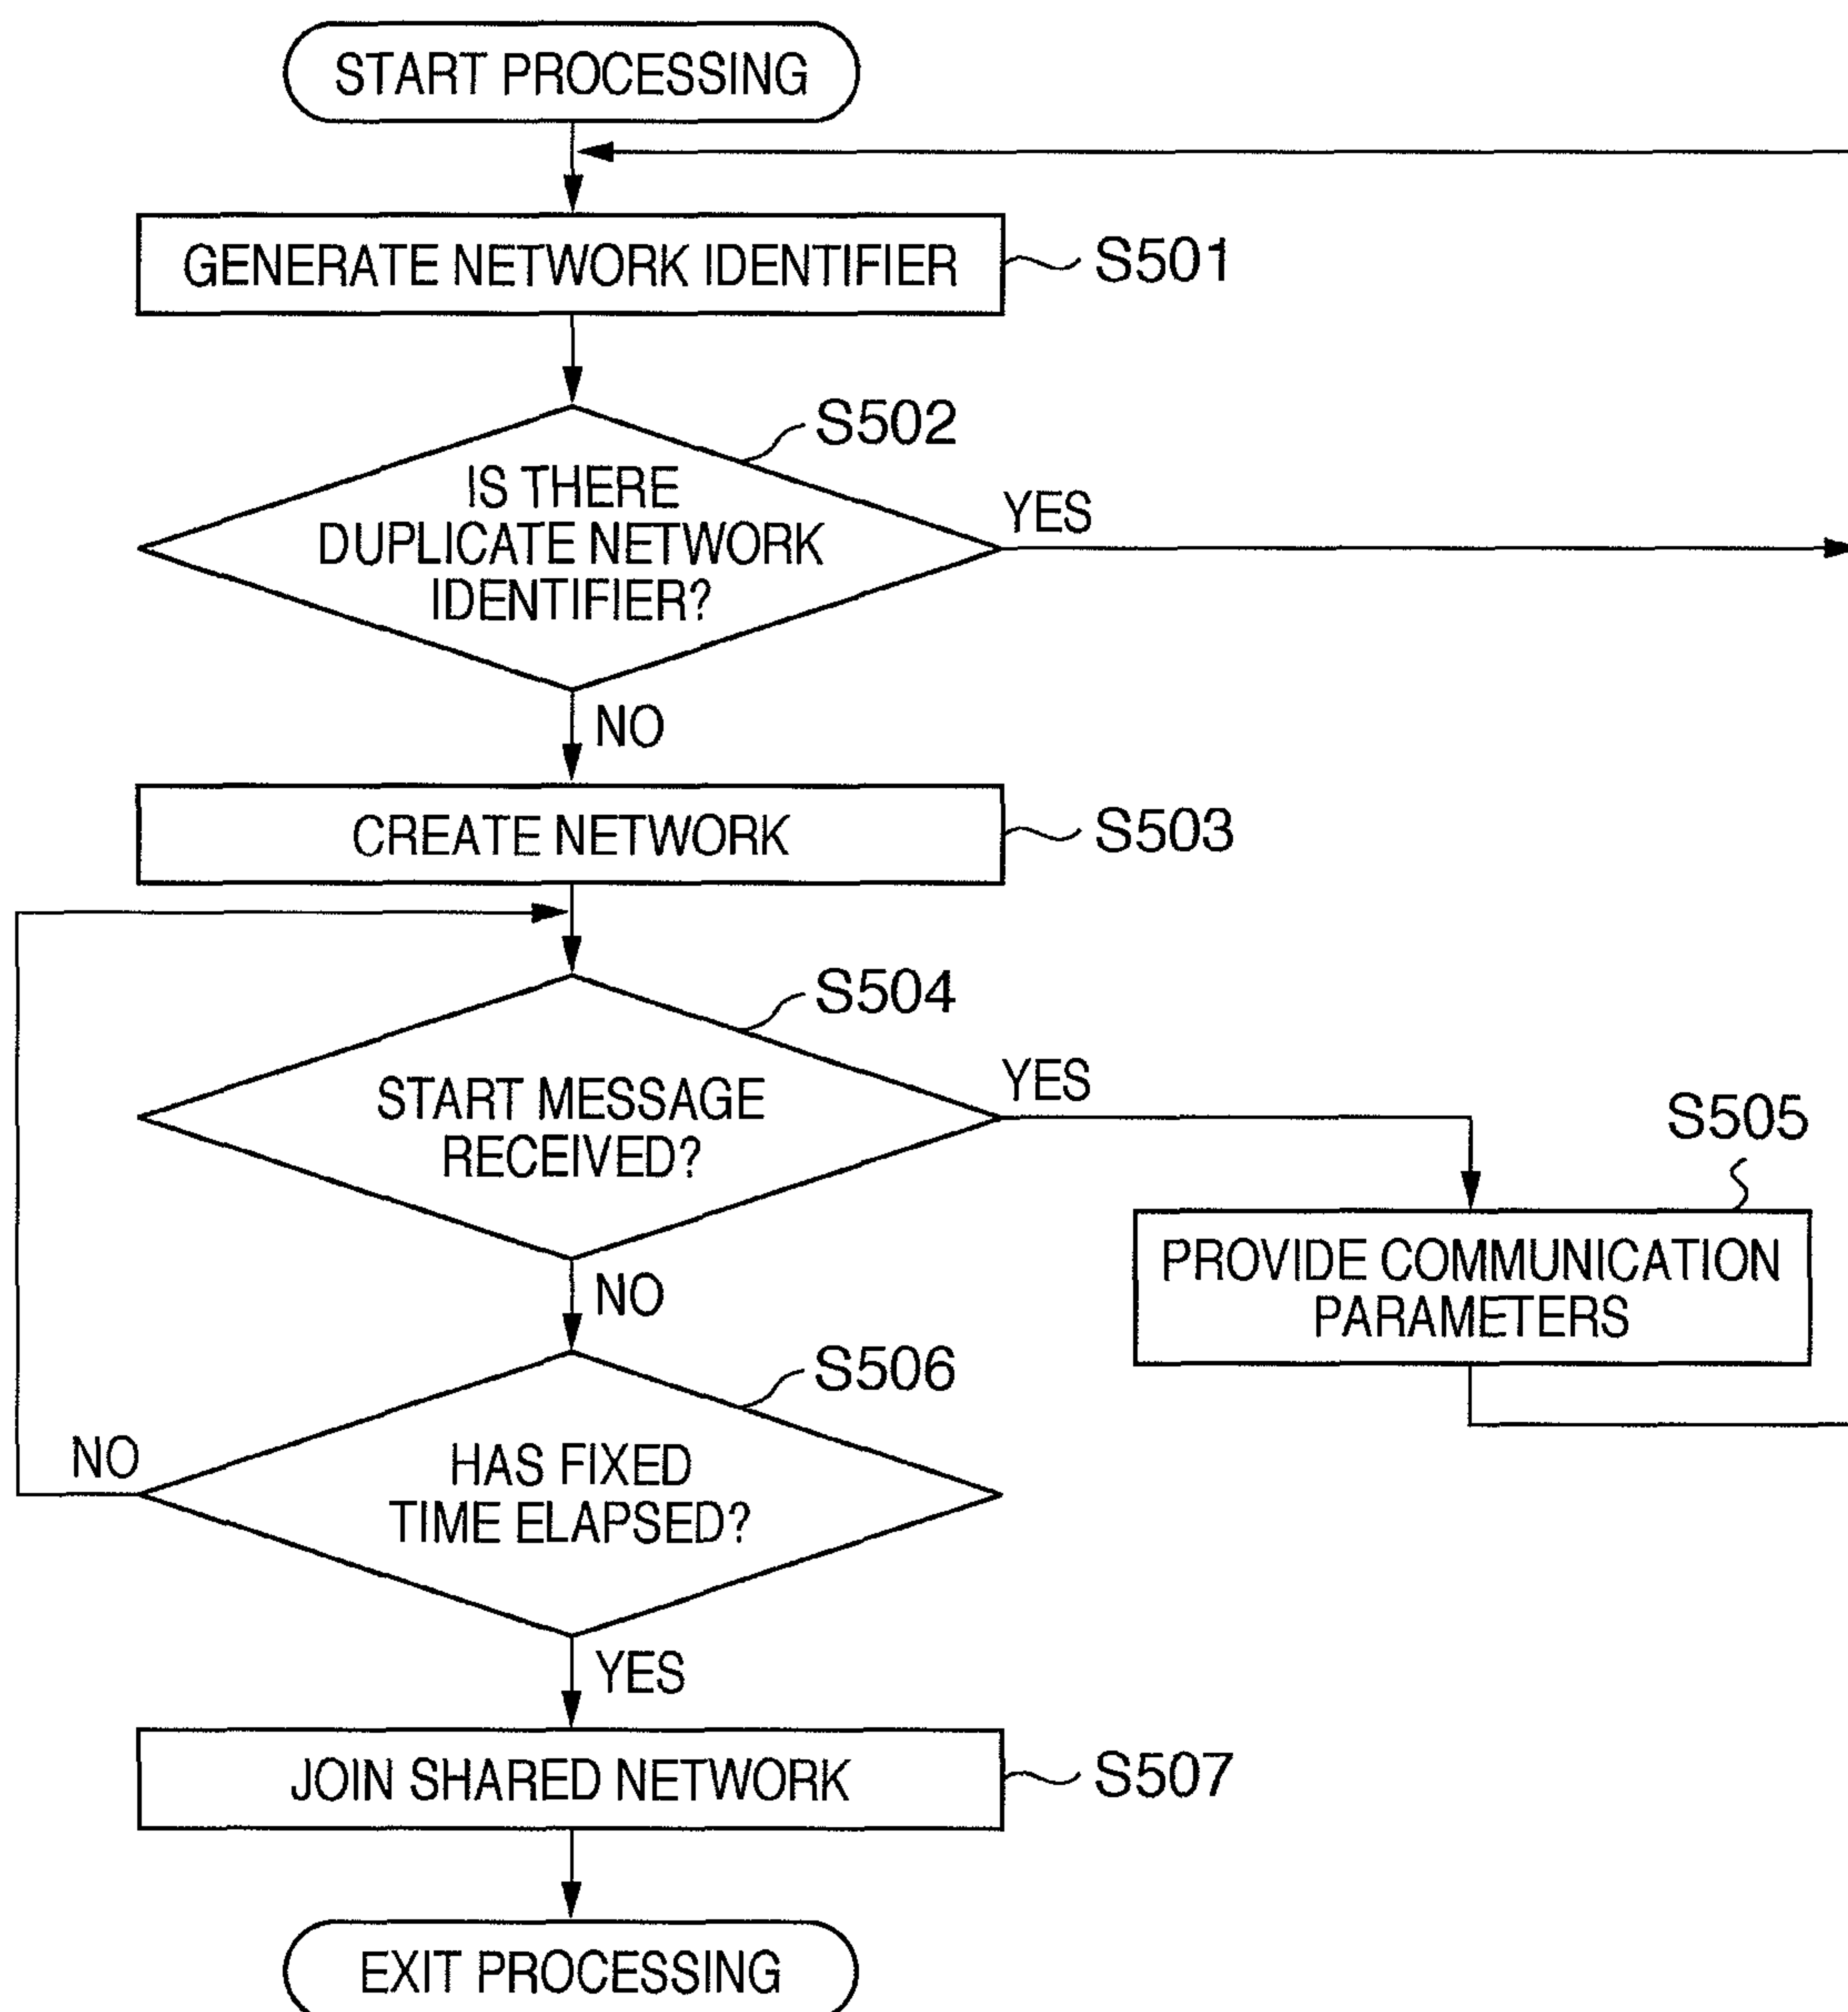 START PROCESSING
GENERATE NETWORK IDENTIFIER
S501
S502
IS THERE
DUPLICATE NETWORK
IDENTIFIER?
YES
NO
CREATE NETWORK
S503
S504
START MESSAGE
RECEIVED?
YES
S505
PROVIDE COMMUNICATION
PARAMETERS
NO
S506
HAS FIXED
TIME ELAPSED?
NO
YES
JOIN SHARED NETWORK
S507
EXIT PROCESSING